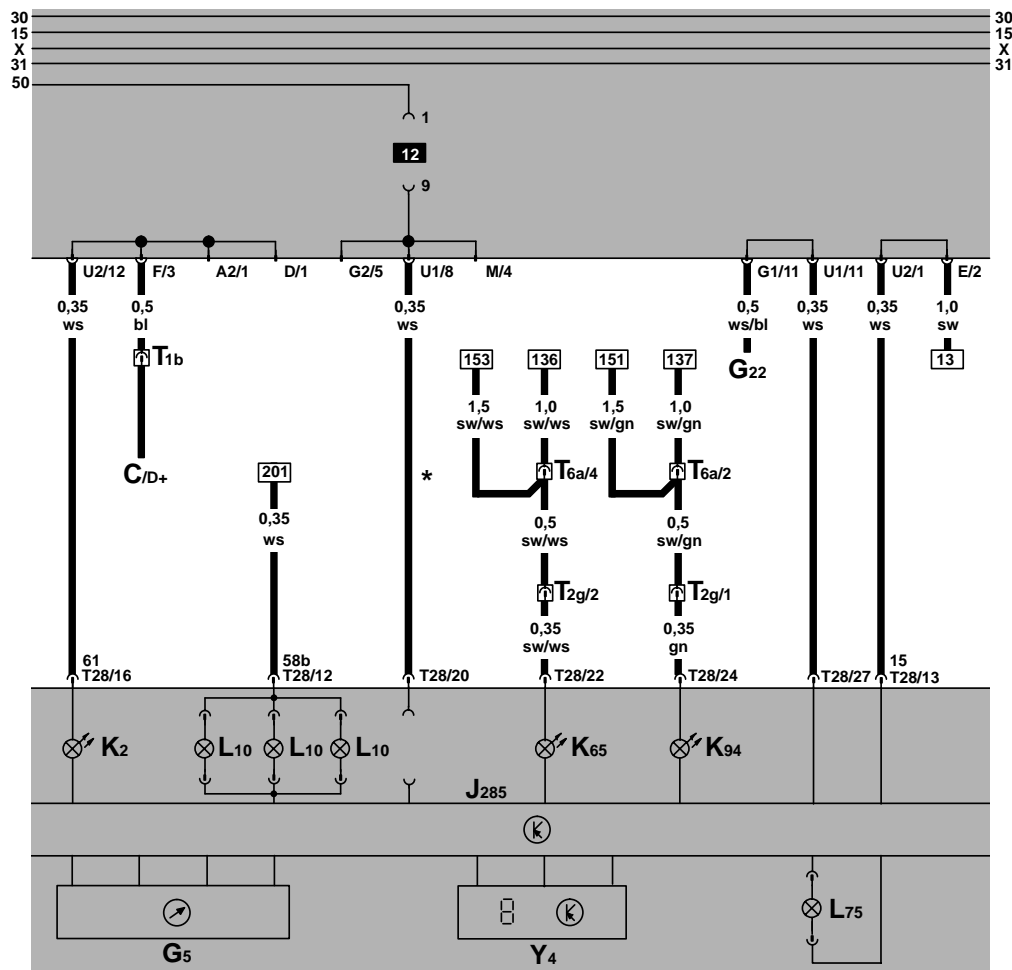 30 30
15 15
X X
31 31
50
1
12
9
U2/12 F/3 A2/1 D/1 G2/5 U1/8 M/4 G1/11 U1/11 U2/1 E/2
0,35 0,5 0,35 0,5 0,35 0,35 1,0
ws bl ws ws/bl ws ws sw
T1b 153 136 151 137 G22 13
1,5 1,0 1,5 1,0
sw/ws sw/ws sw/gn sw/gn
C/D+ 201 * T6a/4 T6a/2
0,35 0,5 0,5
ws sw/ws sw/gn
T2g/2 T2g/1
0,35 0,35
sw/ws gn
61 58b 15
T28/16 T28/12 T28/20 T28/22 T28/24 T28/27 T28/13
K2 L10 L10 L10 K65 K94
J285
L75
G5 Y4